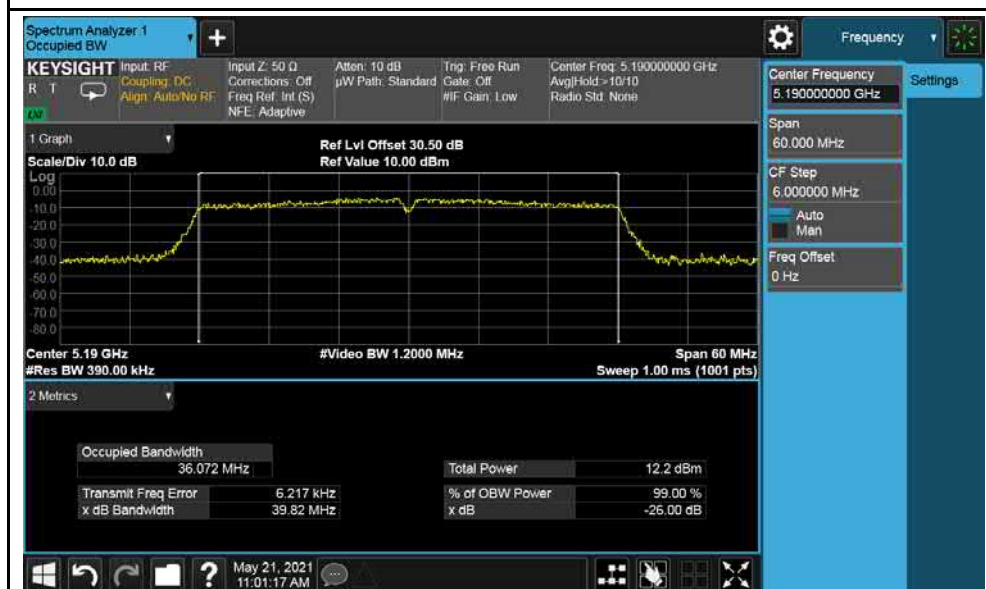 Spectrum Analyzer 1
Occupied BW
+
Frequency
KEYSIGHT
R T
LXI
Input: RF
Coupling: DC
Align: Auto/No RF
Input Z: 50 Ω
Corrections: Off
Freq Ref: Int (S)
NFE: Adaptive
Atten: 10 dB
µW Path: Standard
Trig: Free Run
Gate: Off
#IF Gain: Low
Center Freq: 5.190000000 GHz
Avg|Hold:>10/10
Radio Std: None
Center Frequency
5.190000000 GHz
Settings
Span
60.000 MHz
CF Step
6.000000 MHz
Auto
Man
Freq Offset
0 Hz
1 Graph
Scale/Div 10.0 dB
Ref Lvl Offset 30.50 dB
Ref Value 10.00 dBm
Log
0.00
-10.0
-20.0
-30.0
-40.0
-50.0
-60.0
-70.0
-80.0
Center 5.19 GHz
#Video BW 1.2000 MHz
Span 60 MHz
#Res BW 390.00 kHz
Sweep 1.00 ms (1001 pts)
2 Metrics
Occupied Bandwidth
36.072 MHz
Total Power 12.2 dBm
Transmit Freq Error 6.217 kHz
% of OBW Power 99.00 %
x dB Bandwidth 39.82 MHz
x dB -26.00 dB
?
May 21, 2021
11:01:17 AM